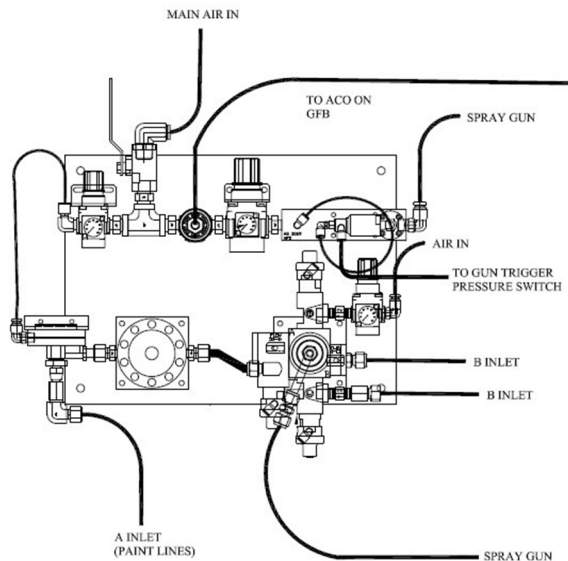 MAIN AIR IN
TO ACO ON
GFB
SPRAY GUN
AIR IN
TO GUN TRIGGER
PRESSURE SWITCH
B INLET
B INLET
A INLET
(PAINT LINES)
SPRAY GUN